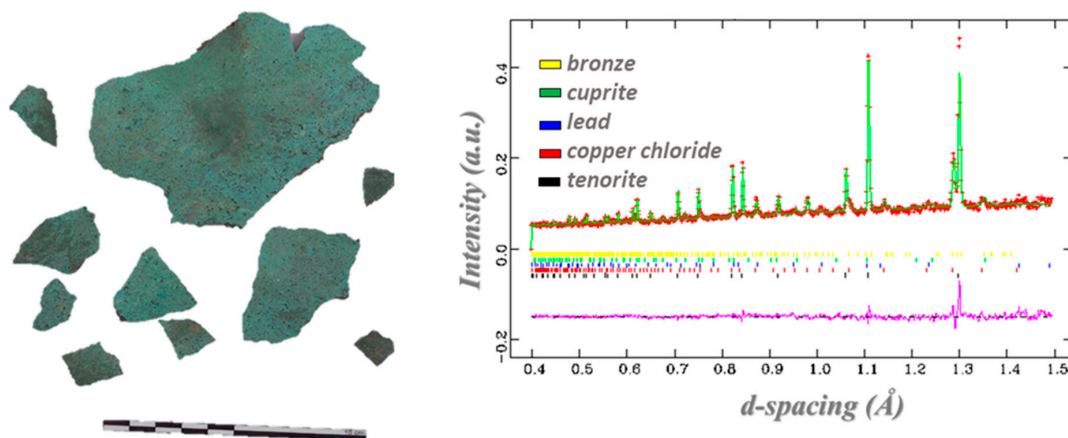 10 cm
Intensity (a.u.)
0.4
0.2
0.0
-0.2
bronze
cuprite
lead
copper chloride
tenorite
0.4 0.5 0.6 0.7 0.8 0.9 1.0 1.1 1.2 1.3 1.4 1.5
d-spacing (Å)